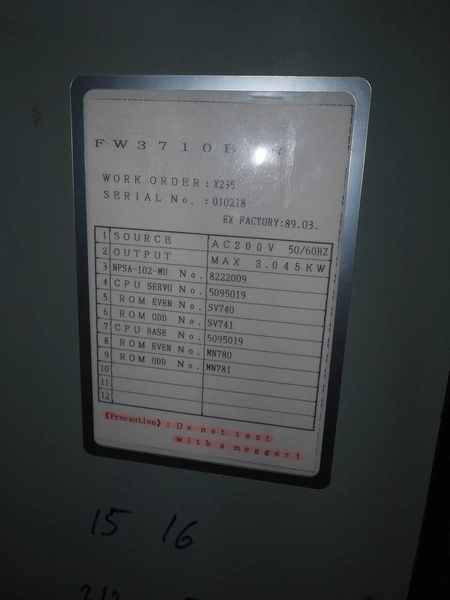 FW3710B
WORK ORDER : X235
SERIAL No. : 010218
EX FACTORY:89.03.
1 SOURCE AC200V 50/60HZ
2 OUTPUT MAX 3.045KW
3 NPSA-102-MU No. 8222009
4 CPU SERVO No. 5095019
5 ROM EVEN No. SV740
6 ROM ODD No. SV741
7 CPU BASE No. 5095019
8 ROM EVEN No. MN780
9 ROM ODD No. MN781
10
11
12
《Precaution》: Do not test
with a megger!
15 16